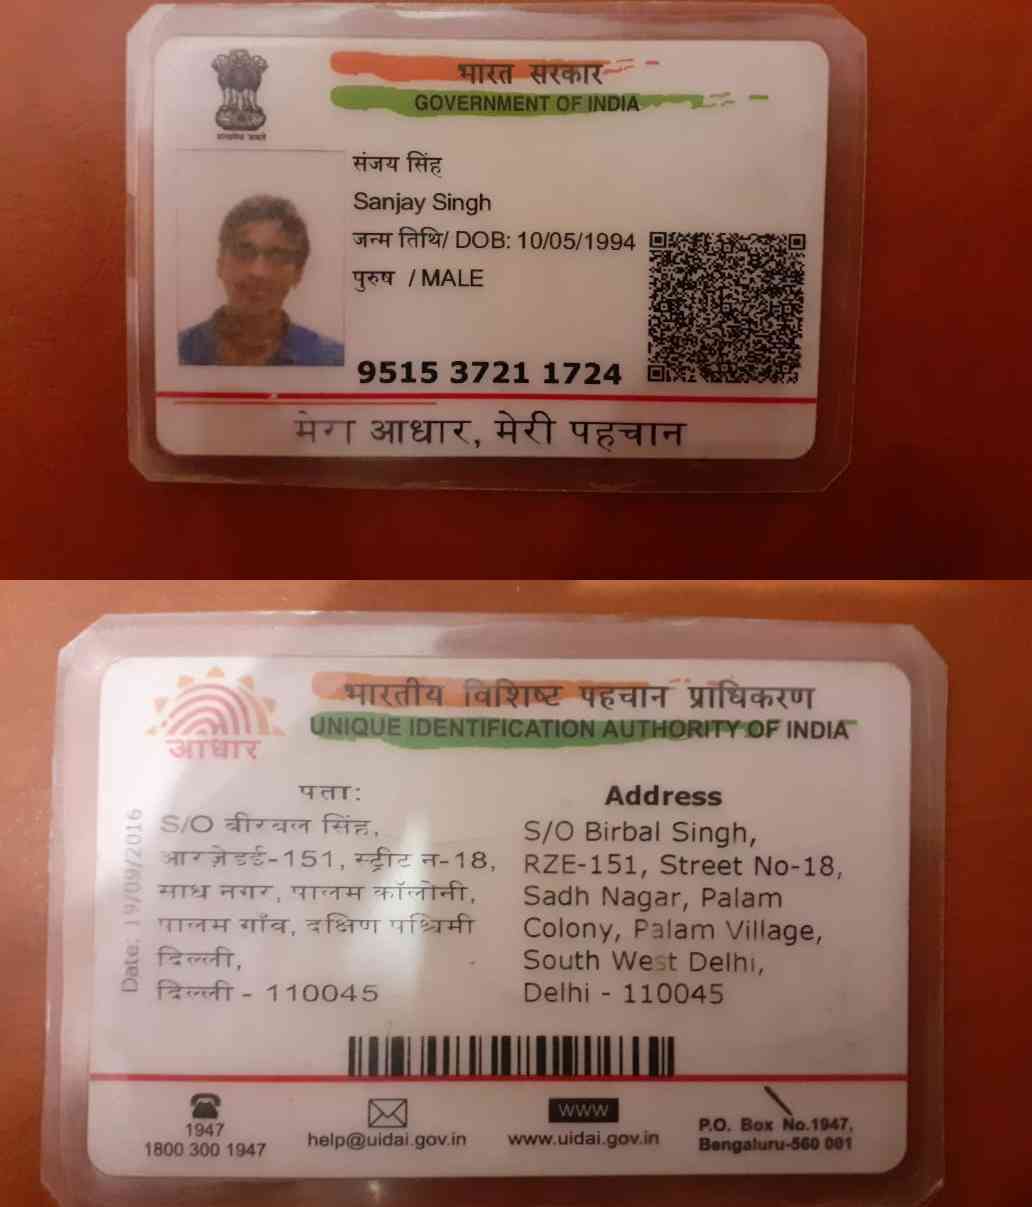 भारत सरकार
GOVERNMENT OF INDIA
सत्यमेव जयते
संजय सिंह
Sanjay Singh
जन्म तिथि/ DOB: 10/05/1994
पुरुष / MALE
9515 3721 1724
मेरा आधार, मेरी पहचान
भारतीय विशिष्ट पहचान प्राधिकरण
UNIQUE IDENTIFICATION AUTHORITY OF INDIA
आधार
Date: 19/09/2016
पता:
S/O बीरबल सिंह,
आरज़ेडई-151, स्ट्रीट न-18,
साध नगर, पालम कॉलोनी,
पालम गाँव, दक्षिण पश्चिमी
दिल्ली,
दिल्ली - 110045
Address
S/O Birbal Singh,
RZE-151, Street No-18,
Sadh Nagar, Palam
Colony, Palam Village,
South West Delhi,
Delhi - 110045
1947
1800 300 1947
help@uidai.gov.in
www
www.uidai.gov.in
P.O. Box No.1947,
Bengaluru-560 001